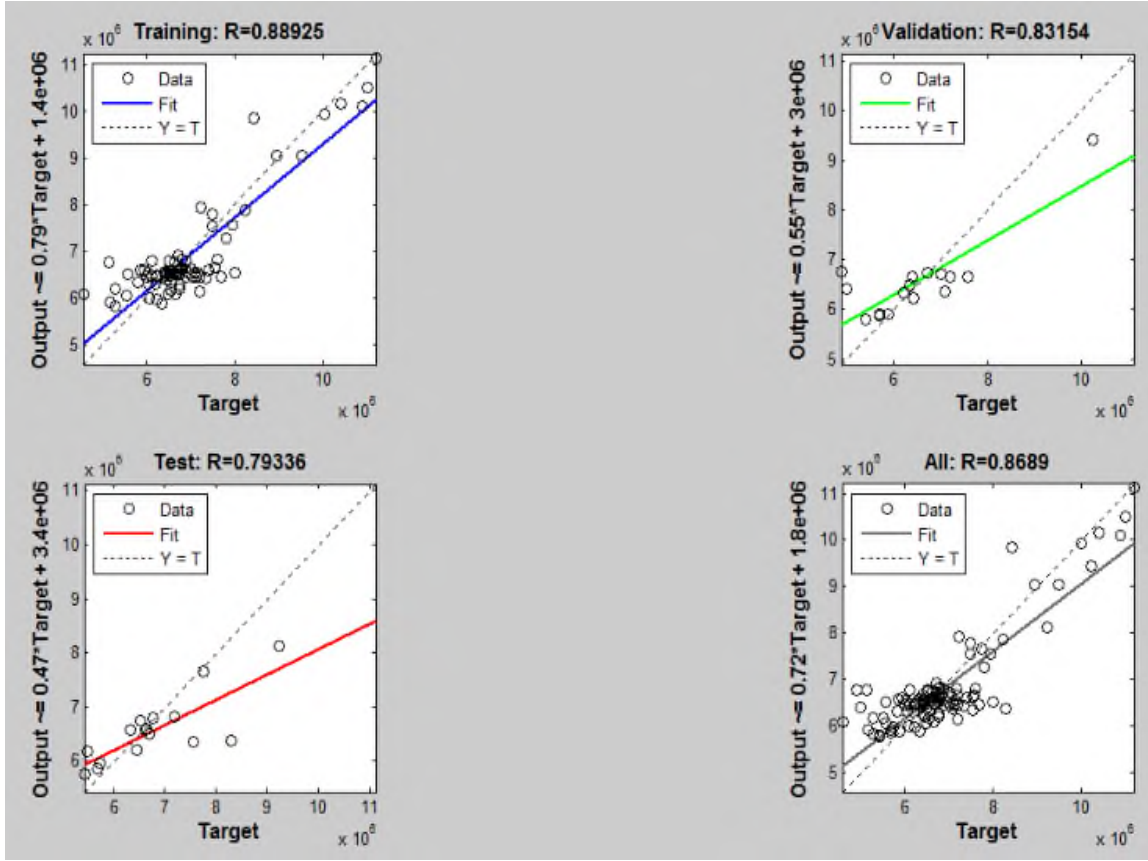 Training: R=0.88925
x 10^6
Output ~= 0.79*Target + 1.4e+06
11
10
9
8
7
6
5
Data
Fit
Y = T
6
8
10
Target
x 10^6
Validation: R=0.83154
x 10^6
Output ~= 0.55*Target + 3e+06
11
10
9
8
7
6
5
Data
Fit
Y = T
6
8
10
Target
x 10^6
Test: R=0.79336
x 10^6
Output ~= 0.47*Target + 3.4e+06
11
10
9
8
7
6
Data
Fit
Y = T
6
7
8
9
10
11
Target
x 10^6
All: R=0.8689
x 10^6
Output ~= 0.72*Target + 1.8e+06
11
10
9
8
7
6
5
Data
Fit
Y = T
6
8
10
Target
x 10^6